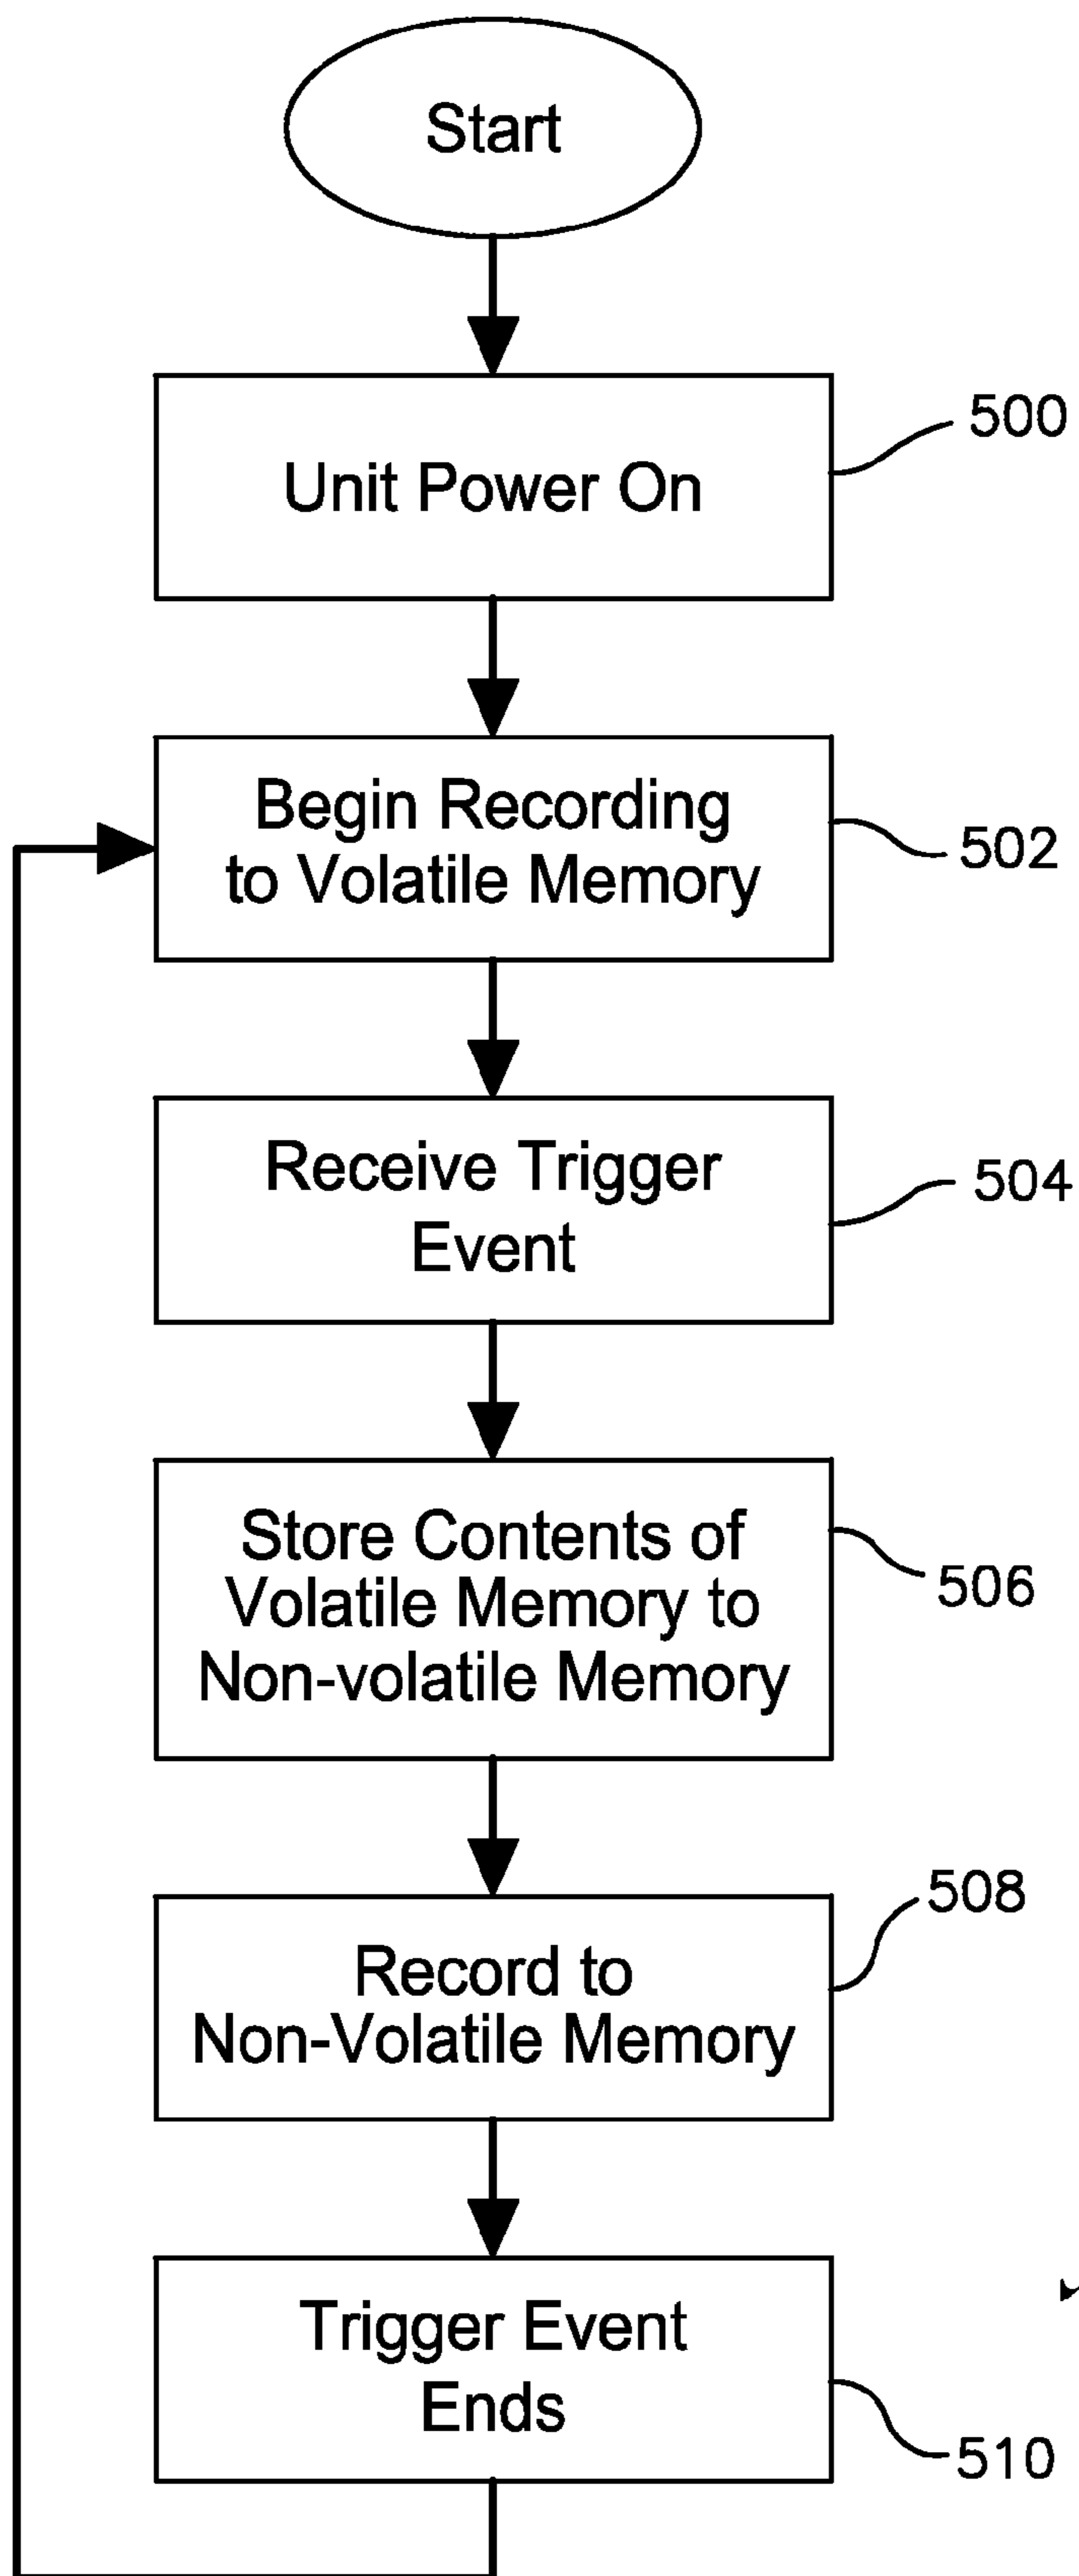 Start
Unit Power On
500
Begin Recording
to Volatile Memory
502
Receive Trigger
Event
504
Store Contents of
Volatile Memory to
Non-volatile Memory
506
Record to
Non-Volatile Memory
508
Trigger Event
Ends
510